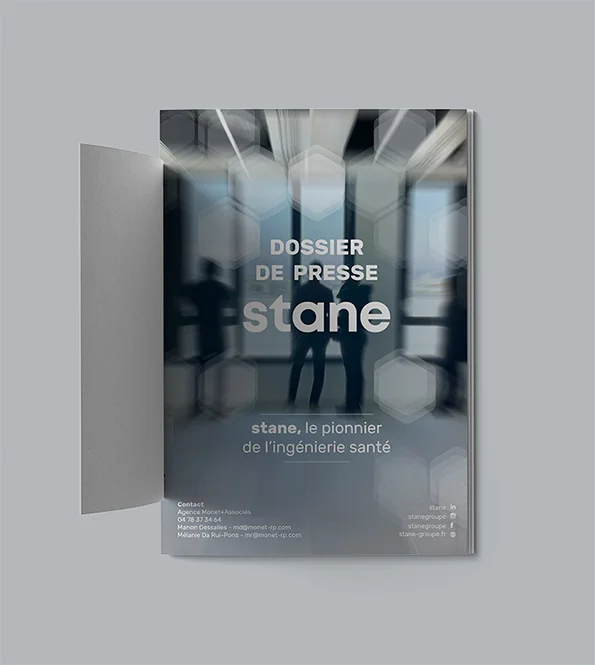 DOSSIER
DE PRESSE
stane
stane, le pionnier
de l'ingénierie santé
Contact
Agence Monet+Associés
04 78 37 34 64
Manon Dessalles - md@monet-rp.com
Mélanie Da Rui-Pons - mr@monet-rp.com
stane
stanegroupe
stanegroupe
stane-groupe.fr